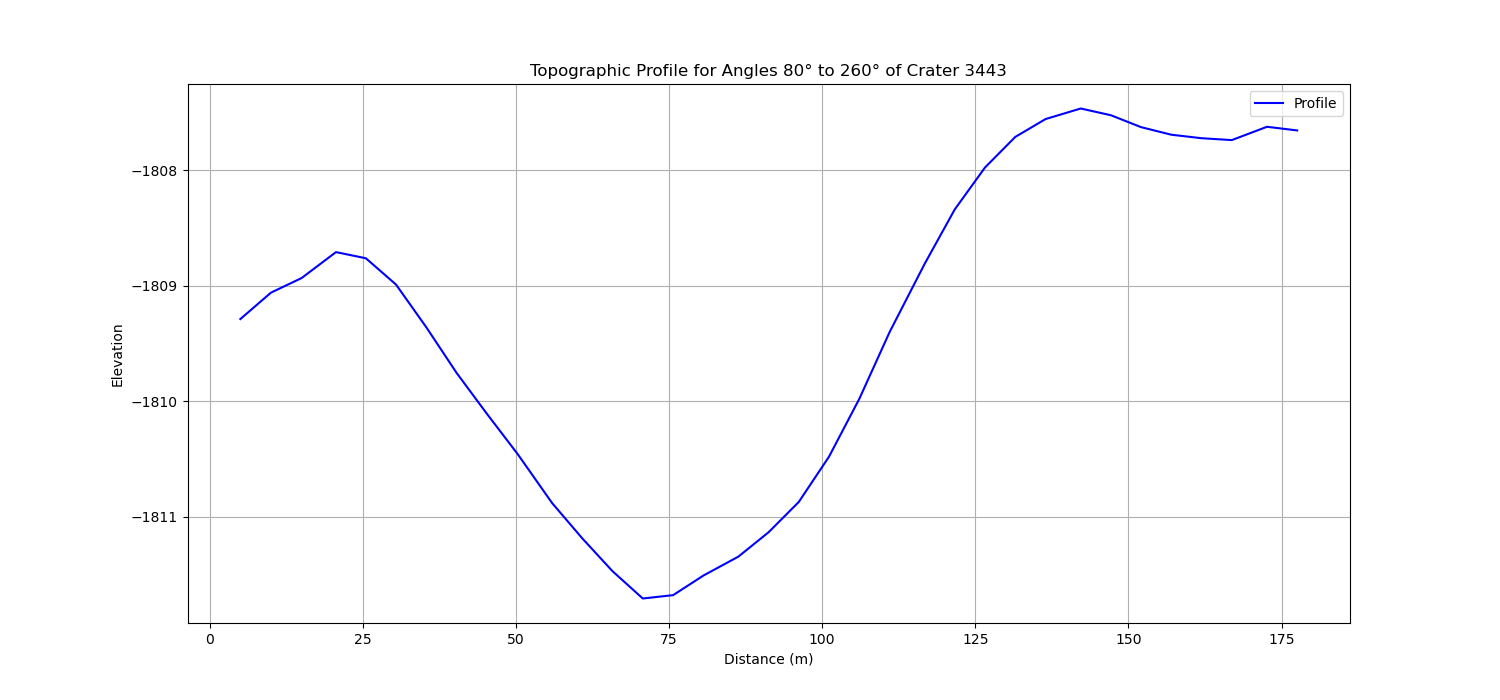 Topographic Profile for Angles 80° to 260° of Crater 3443
Profile
−1808
−1809
−1810
−1811
Elevation
0 25 50 75 100 125 150 175
Distance (m)